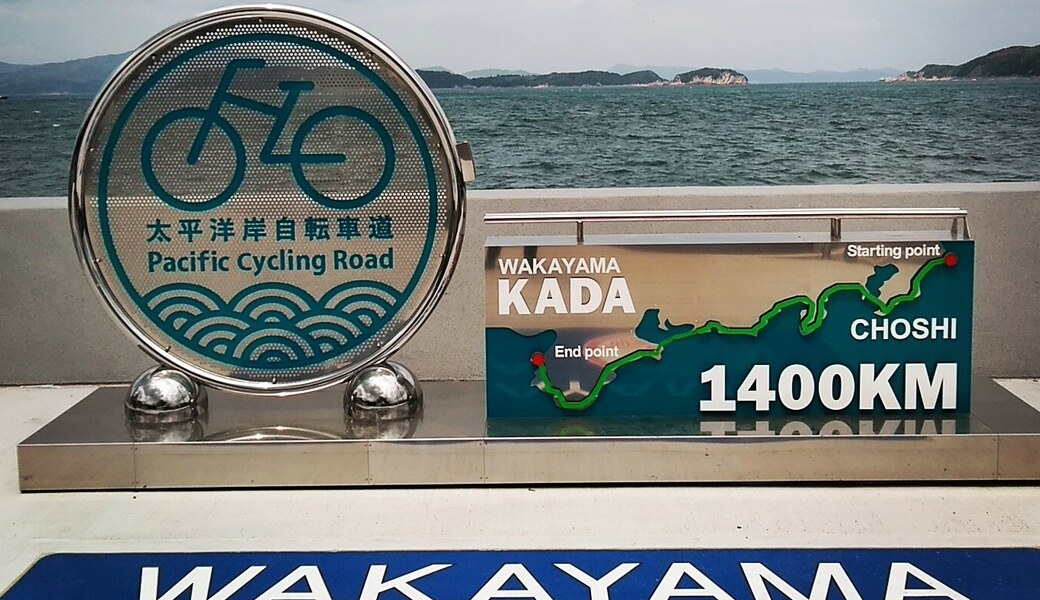 太平洋岸自転車道
Pacific Cycling Road
WAKAYAMA
KADA
Starting point
CHOSHI
End point
1400KM
WAKAYAMA